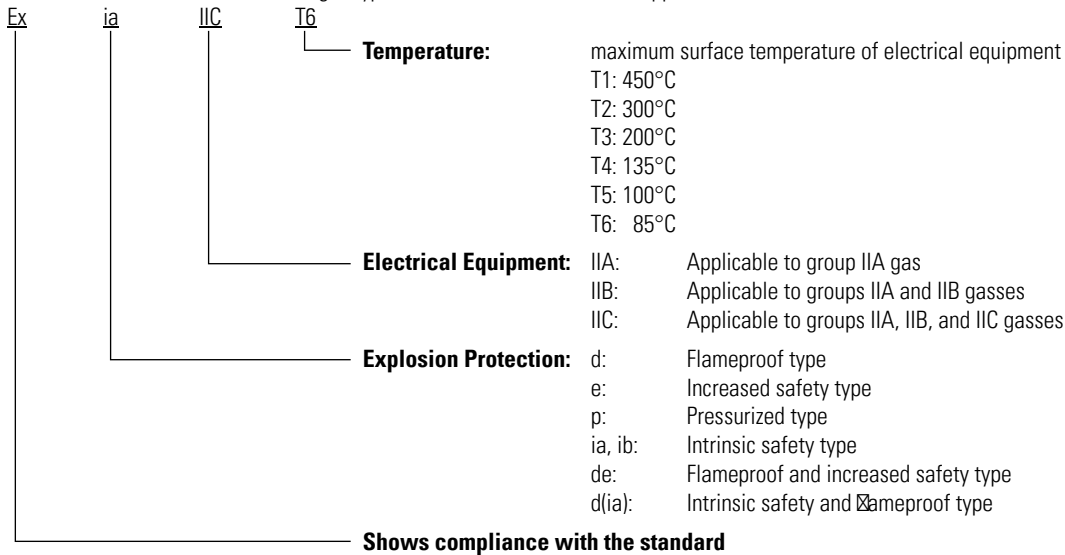 Ex ia IIC T6
Temperature: maximum surface temperature of electrical equipment
T1: 450°C
T2: 300°C
T3: 200°C
T4: 135°C
T5: 100°C
T6: 85°C
Electrical Equipment: IIA: Applicable to group IIA gas
IIB: Applicable to groups IIA and IIB gasses
IIC: Applicable to groups IIA, IIB, and IIC gasses
Explosion Protection: d: Flameproof type
e: Increased safety type
p: Pressurized type
ia, ib: Intrinsic safety type
de: Flameproof and increased safety type
d(ia): Intrinsic safety and ameproof type
Shows compliance with the standard